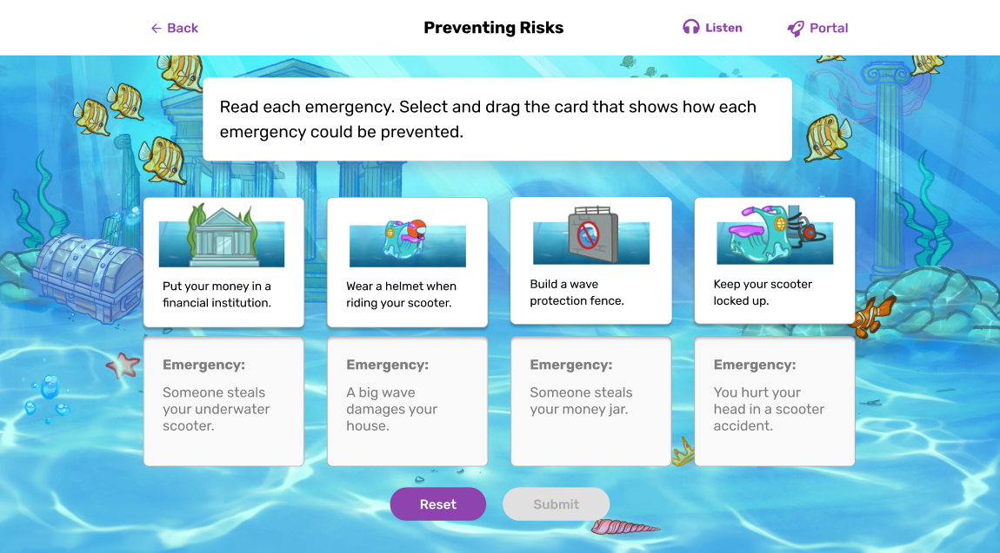 Back
Preventing Risks
Listen
Portal
Read each emergency. Select and drag the card that shows how each
emergency could be prevented.
Put your money in a
financial institution.
Wear a helmet when
riding your scooter.
Build a wave
protection fence.
Keep your scooter
locked up.
Emergency:
Someone steals
your underwater
scooter.
Emergency:
A big wave
damages your
house.
Emergency:
Someone steals
your money jar.
Emergency:
You hurt your
head in a scooter
accident.
Reset
Submit